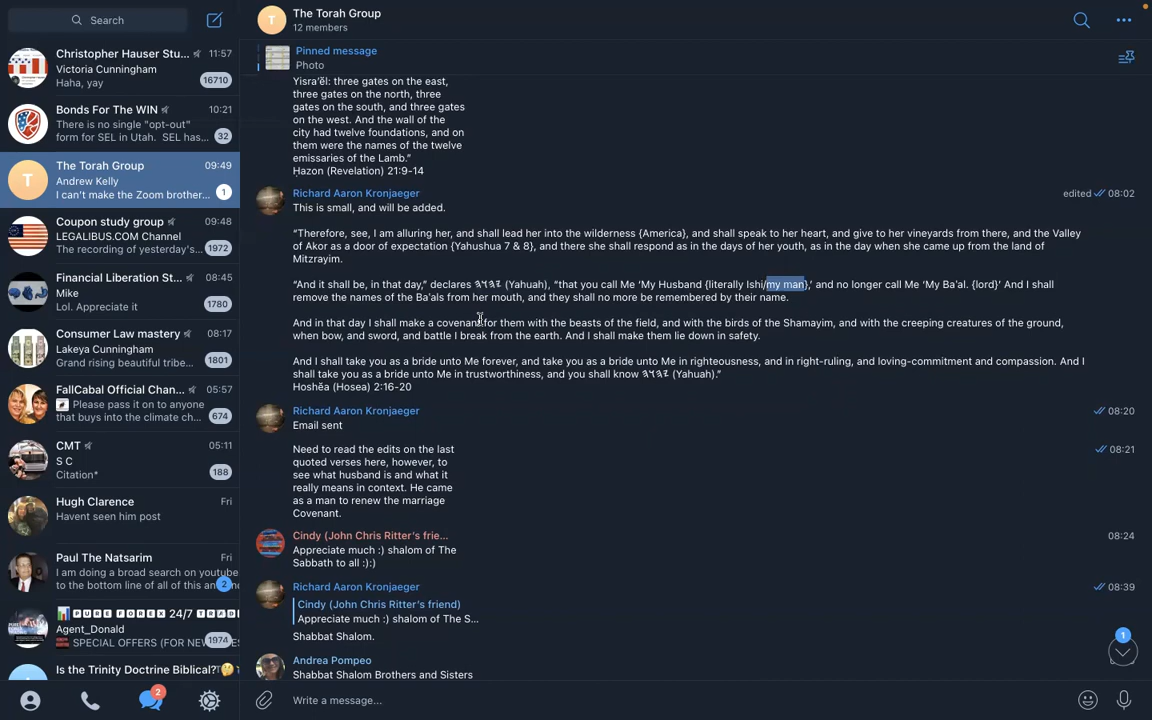 Search
Christopher Hauser Stu... 11:57
Victoria Cunningham
Haha, yay 16710
Bonds For The WIN 10:21
There is no single "opt-out"
form for SEL in Utah. SEL has... 32
The Torah Group 09:49
Andrew Kelly
I can't make the Zoom brother... 1
Coupon study group 09:48
LEGALIBUS.COM Channel
The recording of yesterday's... 1972
Financial Liberation St... 08:45
Mike
Lol. Appreciate it 1780
Consumer Law mastery 08:17
Lakeya Cunningham
Grand rising beautiful tribe... 1801
FallCabal Official Chan... 05:57
Please pass it on to anyone
that buys into the climate ch... 674
CMT 05:11
S C
Citation* 188
Hugh Clarence Fri
Havent seen him post
Paul The Natsarim Fri
I am doing a broad search on youtube
to the bottom line of all of this an 2
📊 🅿🆄🆁🅴 🅵🅾🆁🅴🆇 24/7 🆃🆁🅰🅳
Agent_Donald
SPECIAL OFFERS (FOR NEW 1974
Is the Trinity Doctrine Biblical?🤔
2
T The Torah Group
12 members
Pinned message
Photo
Yisra'ĕl: three gates on the east,
three gates on the north, three
gates on the south, and three gates
on the west. And the wall of the
city had twelve foundations, and on
them were the names of the twelve
emissaries of the Lamb."
Ḥazon (Revelation) 21:9-14
Richard Aaron Kronjaeger edited 08:02
This is small, and will be added.
"Therefore, see, I am alluring her, and shall lead her into the wilderness {America}, and shall speak to her heart, and give to her vineyards from there, and the Valley
of Akor as a door of expectation {Yahushua 7 & 8}, and there she shall respond as in the days of her youth, as in the day when she came up from the land of
Mitzrayim.
"And it shall be, in that day," declares 𐤉𐤄𐤅𐤄 (Yahuah), "that you call Me 'My Husband {literally Ishi/my man},' and no longer call Me 'My Ba'al. {lord}' And I shall
remove the names of the Ba'als from her mouth, and they shall no more be remembered by their name.
And in that day I shall make a covenant for them with the beasts of the field, and with the birds of the Shamayim, and with the creeping creatures of the ground,
when bow, and sword, and battle I break from the earth. And I shall make them lie down in safety.
And I shall take you as a bride unto Me forever, and take you as a bride unto Me in righteousness, and in right-ruling, and loving-commitment and compassion. And I
shall take you as a bride unto Me in trustworthiness, and you shall know 𐤉𐤄𐤅𐤄 (Yahuah)."
Hoshĕa (Hosea) 2:16-20
Richard Aaron Kronjaeger 08:20
Email sent
Need to read the edits on the last 08:21
quoted verses here, however, to
see what husband is and what it
really means in context. He came
as a man to renew the marriage
Covenant.
Cindy (John Chris Ritter's frie... 08:24
Appreciate much :) shalom of The
Sabbath to all :):)
Richard Aaron Kronjaeger 08:39
Cindy (John Chris Ritter's friend)
Appreciate much :) shalom of The S...
Shabbat Shalom.
Andrea Pompeo
Shabbat Shalom Brothers and Sisters
1
Write a message...